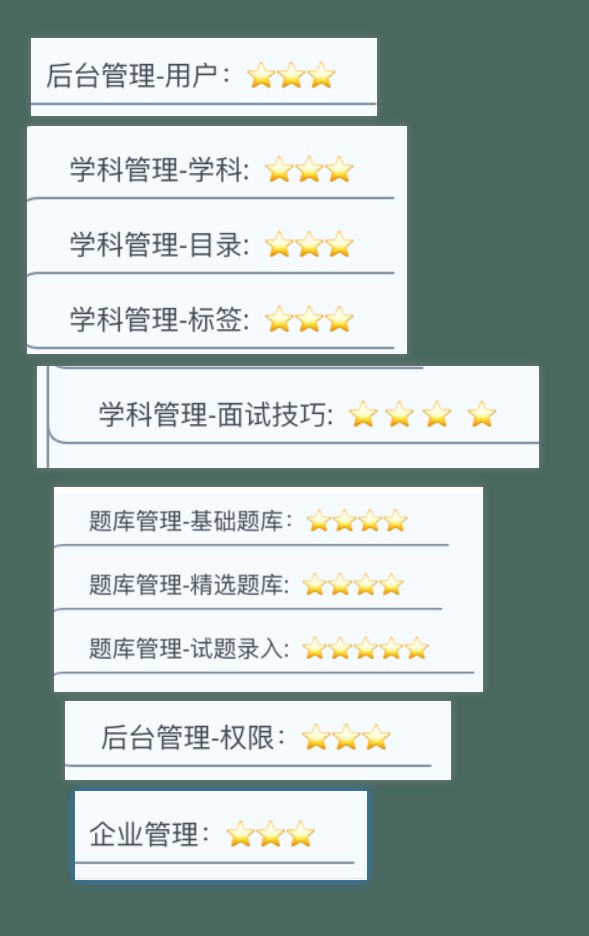 后台管理-用户：⭐⭐⭐
学科管理-学科: ⭐⭐⭐
学科管理-目录: ⭐⭐⭐
学科管理-标签: ⭐⭐⭐
学科管理-面试技巧: ⭐ ⭐ ⭐ ⭐
题库管理-基础题库：⭐⭐⭐⭐
题库管理-精选题库: ⭐⭐⭐⭐
题库管理-试题录入: ⭐⭐⭐⭐⭐
后台管理-权限：⭐⭐⭐
企业管理：⭐⭐⭐